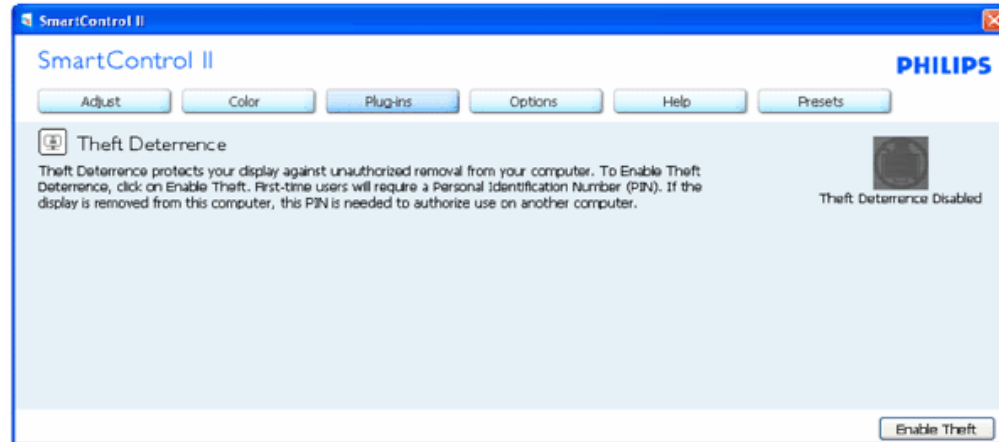 SmartControl II
SmartControl II
PHILIPS
Adjust Color Plug-ins Options Help Presets
Theft Deterrence
Theft Deterrence protects your display against unauthorized removal from your computer. To Enable Theft
Deterrence, click on Enable Theft. First-time users will require a Personal Identification Number (PIN). If the
display is removed from this computer, this PIN is needed to authorize use on another computer.
Theft Deterrence Disabled
Enable Theft